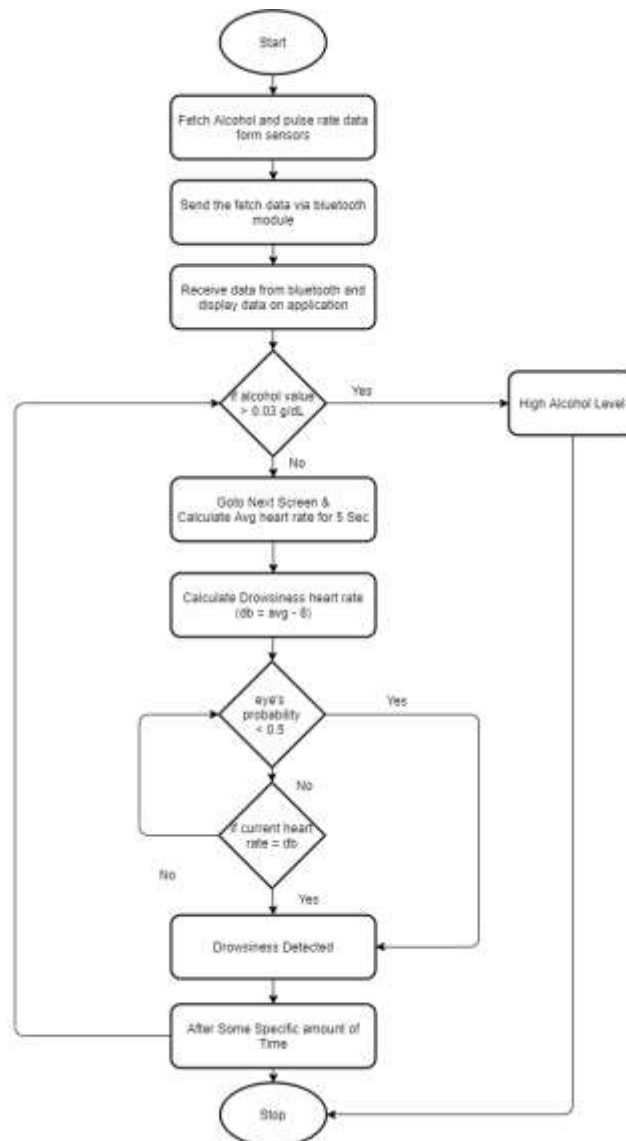 Start
Fetch Alcohol and pulse rate data
form sensors
Send the fetch data via bluetooth
module
Receive data from bluetooth and
display data on application
If alcohol value
> 0.03 g/dL
Yes
High Alcohol Level
No
Goto Next Screen &
Calculate Avg heart rate for 5 Sec
Calculate Drowsiness heart rate
(db = avg - 8)
eye's
probability
< 0.5
Yes
No
If current heart
rate = db
No
Yes
Drowsiness Detected
After Some Specific amount of
Time
Stop